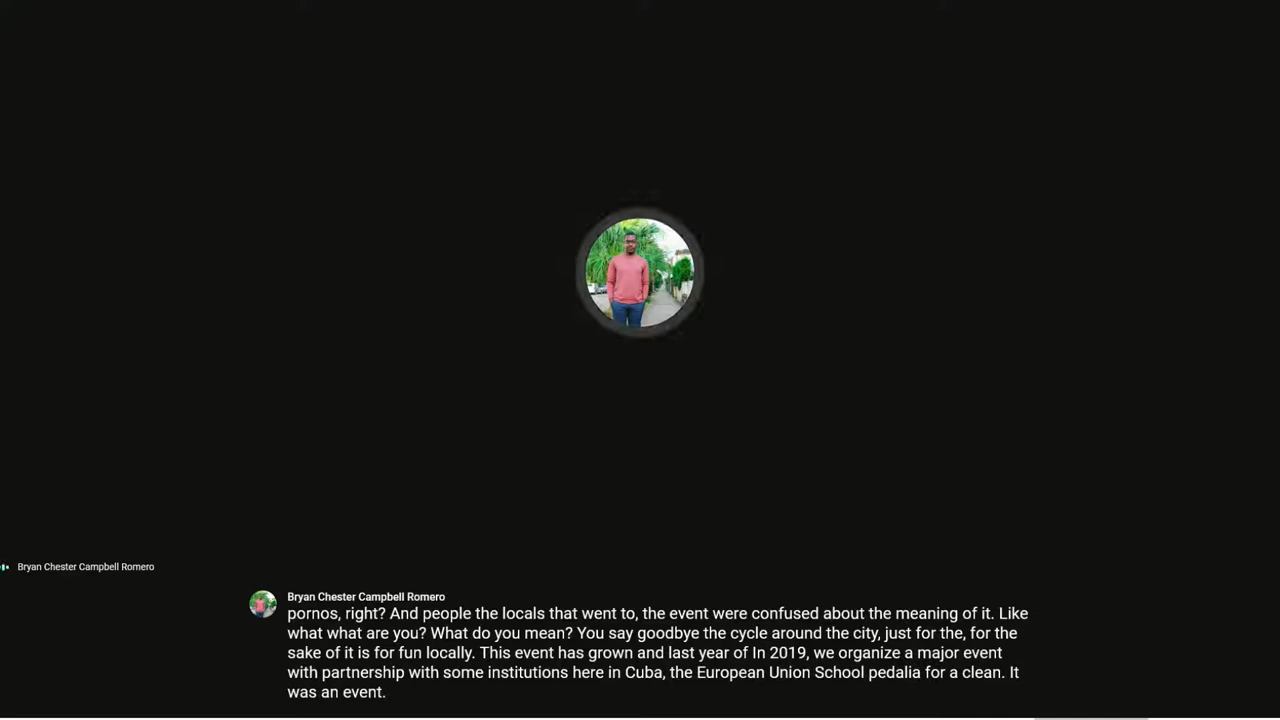 Bryan Chester Campbell Romero
Bryan Chester Campbell Romero
pornos, right? And people the locals that went to, the event were confused about the meaning of it. Like
what what are you? What do you mean? You say goodbye the cycle around the city, just for the, for the
sake of it is for fun locally. This event has grown and last year of In 2019, we organize a major event
with partnership with some institutions here in Cuba, the European Union School pedalia for a clean. It
was an event.